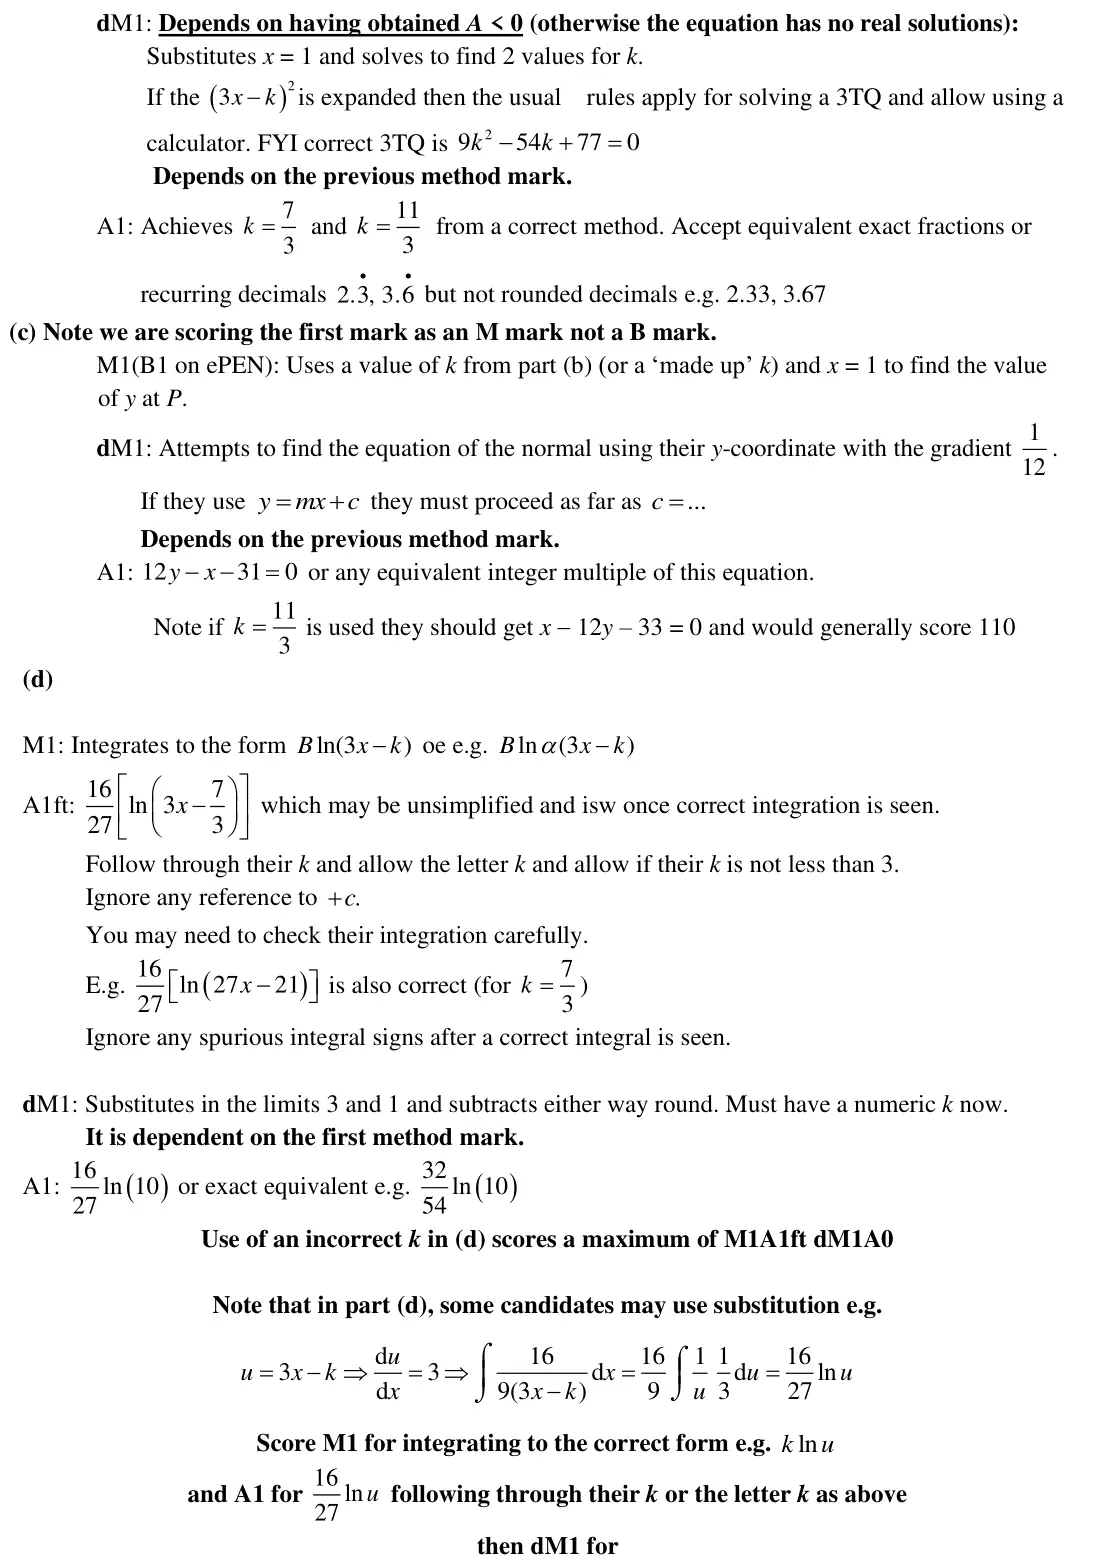 dM1: Depends on having obtained A < 0 (otherwise the equation has no real solutions):
Substitutes x = 1 and solves to find 2 values for k.
If the (3x − k)² is expanded then the usual rules apply for solving a 3TQ and allow using a
calculator. FYI correct 3TQ is 9k² − 54k + 77 = 0
Depends on the previous method mark.
A1: Achieves k = 7/3 and k = 11/3 from a correct method. Accept equivalent exact fractions or
recurring decimals 2.3̇, 3.6̇ but not rounded decimals e.g. 2.33, 3.67
(c) Note we are scoring the first mark as an M mark not a B mark.
M1(B1 on ePEN): Uses a value of k from part (b) (or a ‘made up’ k) and x = 1 to find the value
of y at P.
dM1: Attempts to find the equation of the normal using their y-coordinate with the gradient 1/12.
If they use y = mx + c they must proceed as far as c = ...
Depends on the previous method mark.
A1: 12y − x − 31 = 0 or any equivalent integer multiple of this equation.
Note if k = 11/3 is used they should get x − 12y – 33 = 0 and would generally score 110
(d)
M1: Integrates to the form B ln(3x − k) oe e.g. B ln α(3x − k)
A1ft: 16/27 [ln(3x − 7/3)] which may be unsimplified and isw once correct integration is seen.
Follow through their k and allow the letter k and allow if their k is not less than 3.
Ignore any reference to +c.
You may need to check their integration carefully.
E.g. 16/27 [ln(27x − 21)] is also correct (for k = 7/3)
Ignore any spurious integral signs after a correct integral is seen.
dM1: Substitutes in the limits 3 and 1 and subtracts either way round. Must have a numeric k now.
It is dependent on the first method mark.
A1: 16/27 ln(10) or exact equivalent e.g. 32/54 ln(10)
Use of an incorrect k in (d) scores a maximum of M1A1ft dM1A0
Note that in part (d), some candidates may use substitution e.g.
u = 3x − k ⇒ du/dx = 3 ⇒ ∫ 16/(9(3x − k)) dx = 16/9 ∫ 1/u 1/3 du = 16/27 ln u
Score M1 for integrating to the correct form e.g. k ln u
and A1 for 16/27 ln u following through their k or the letter k as above
then dM1 for